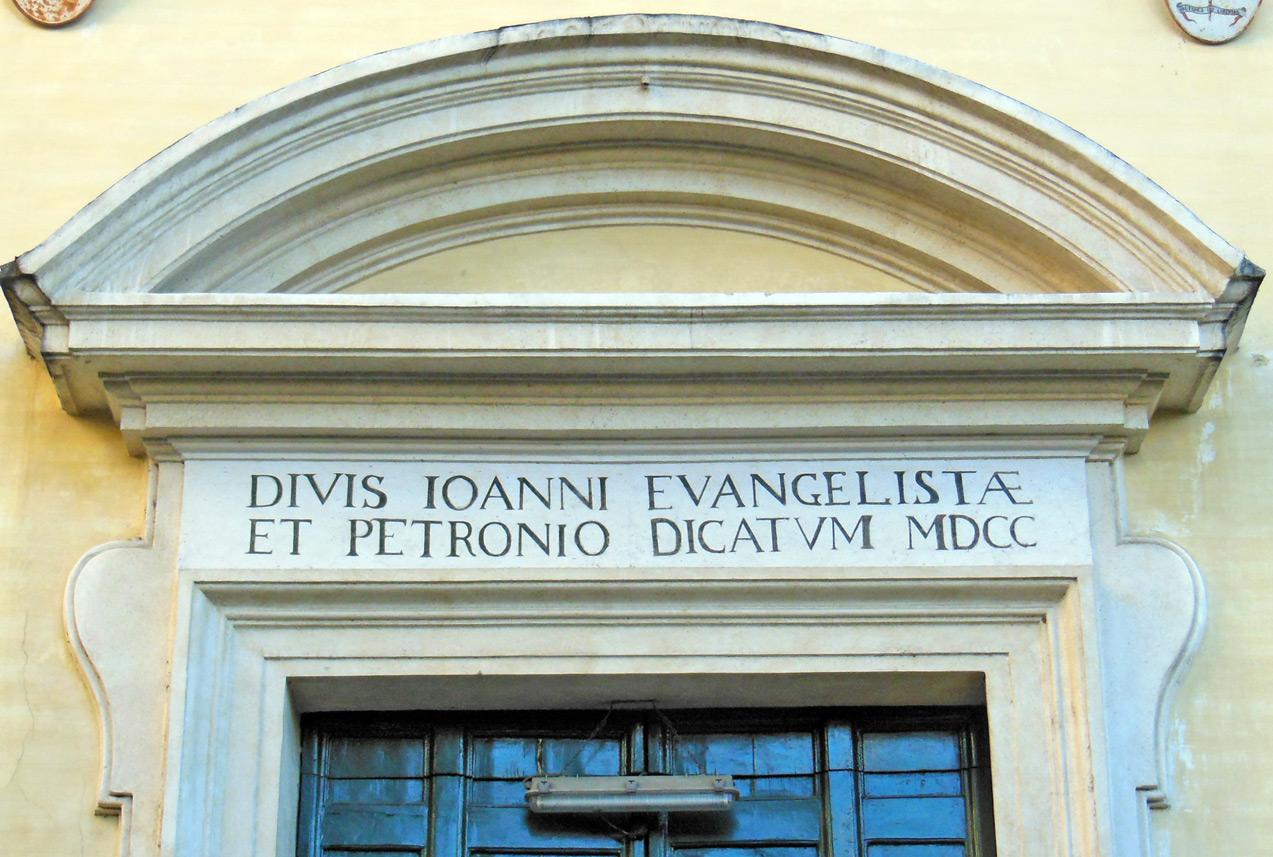 DIVIS IOANNI EVANGELISTÆ
ET PETRONIO DICATVM MDCC